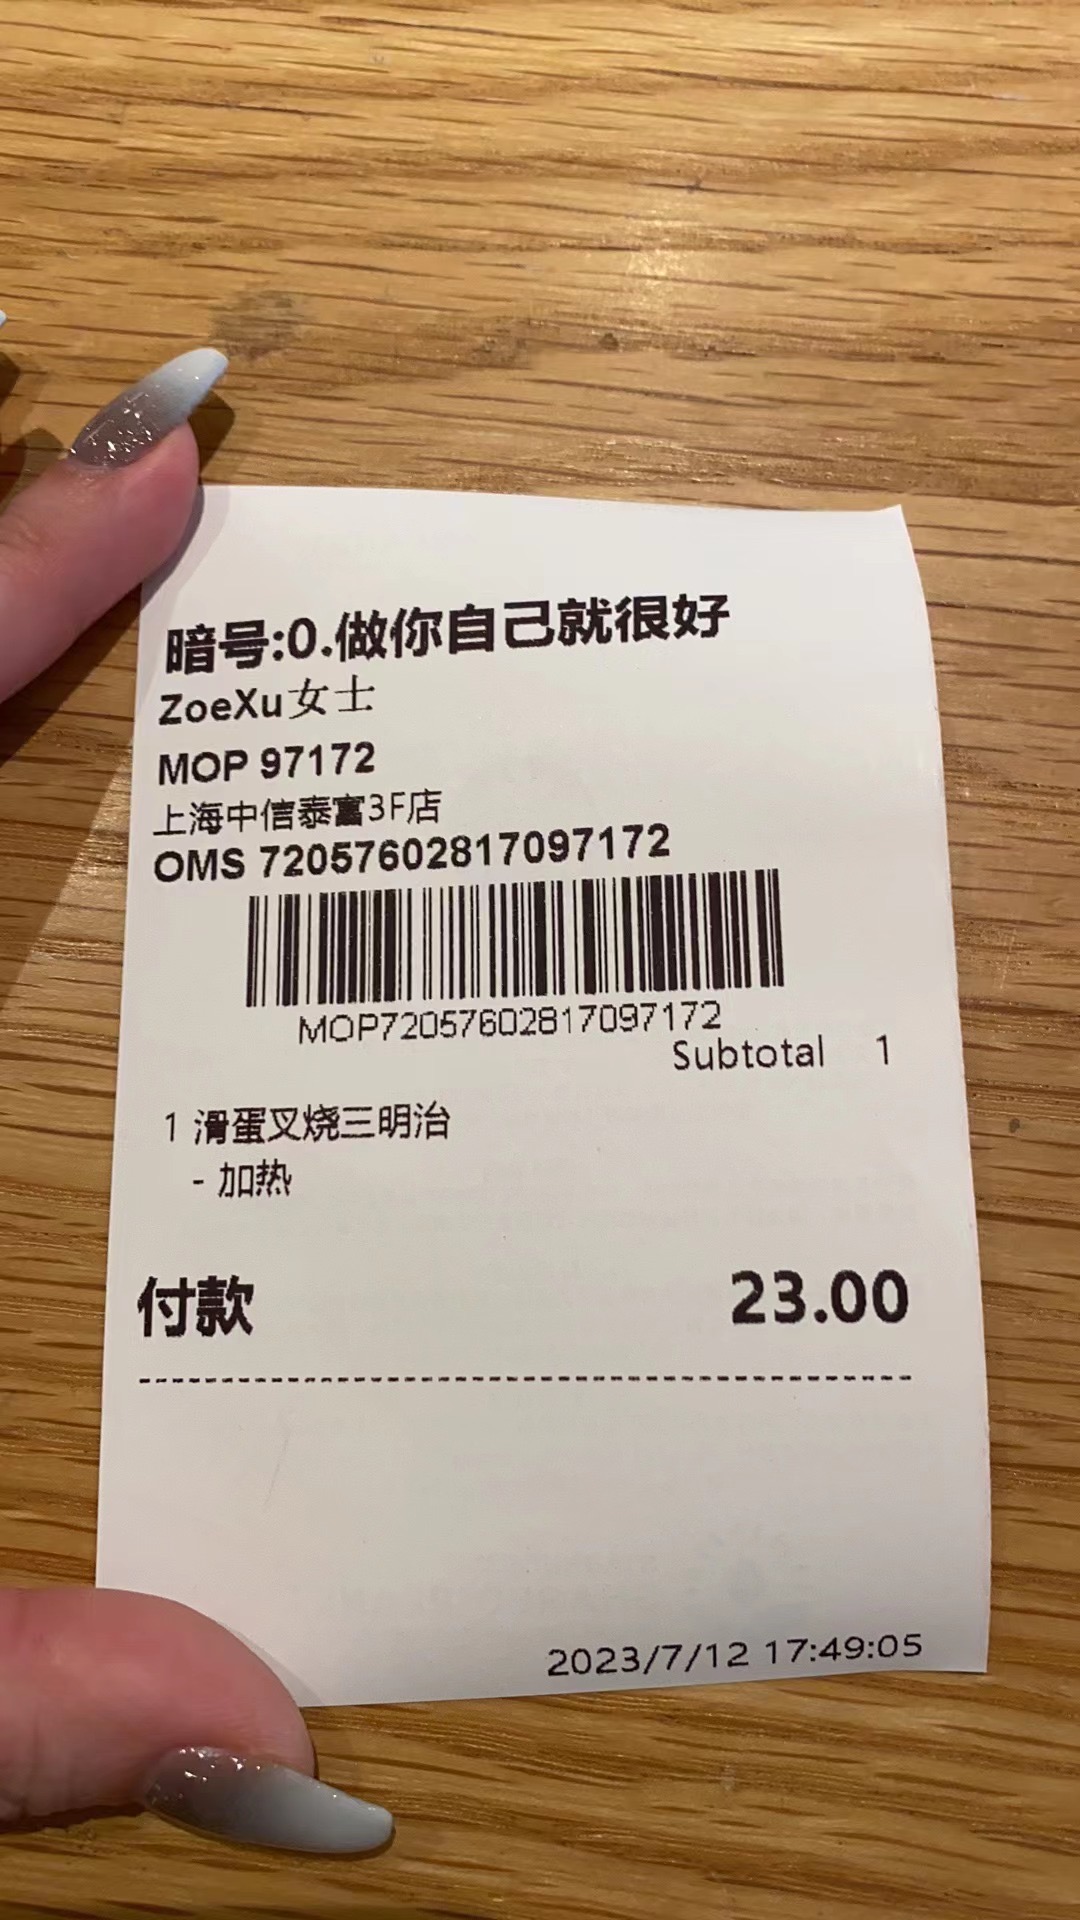 暗号:0.做你自己就很好
ZoeXu女士
MOP 97172
上海中信泰富3F店
OMS 72057602817097172
MOP72057602817097172
Subtotal 1
1 滑蛋叉烧三明治
- 加热
付款 23.00
2023/7/12 17:49:05